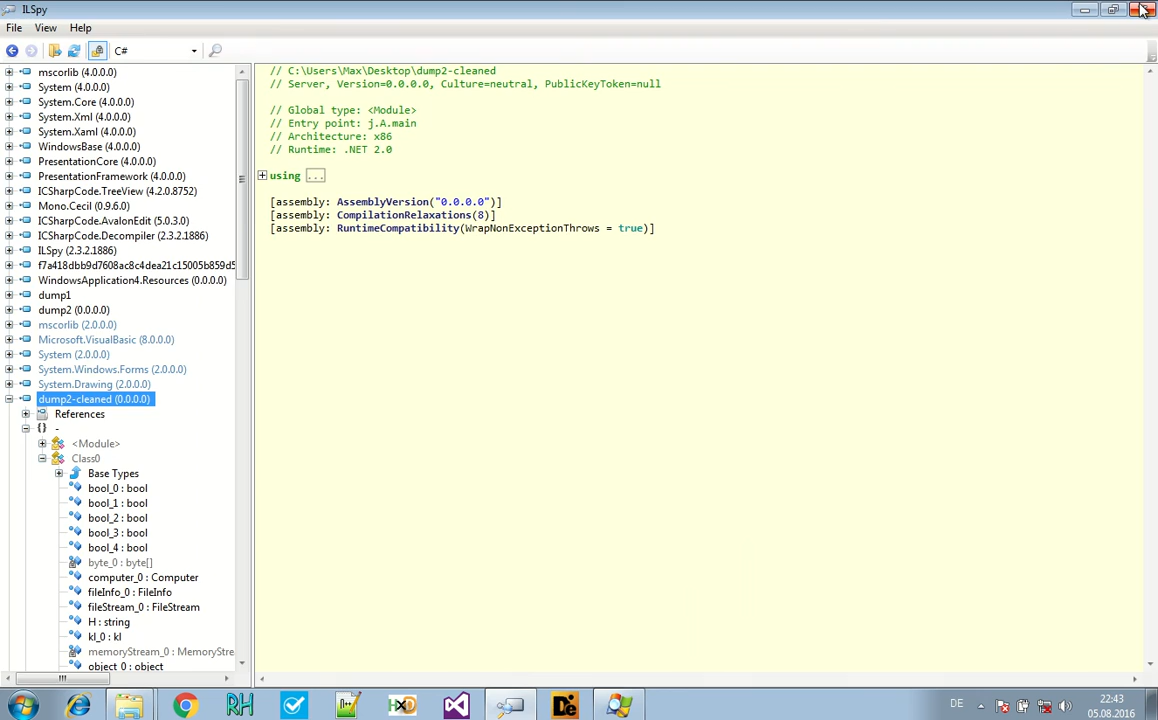 ILSpy
File View Help
C#
mscorlib (4.0.0.0)
System (4.0.0.0)
System.Core (4.0.0.0)
System.Xml (4.0.0.0)
System.Xaml (4.0.0.0)
WindowsBase (4.0.0.0)
PresentationCore (4.0.0.0)
PresentationFramework (4.0.0.0)
ICSharpCode.TreeView (4.2.0.8752)
Mono.Cecil (0.9.6.0)
ICSharpCode.AvalonEdit (5.0.3.0)
ICSharpCode.Decompiler (2.3.2.1886)
ILSpy (2.3.2.1886)
f7a418dbb9d7608ac8c4dea21c15005b859d5
WindowsApplication4.Resources (0.0.0.0)
dump1
dump2 (0.0.0.0)
mscorlib (2.0.0.0)
Microsoft.VisualBasic (8.0.0.0)
System (2.0.0.0)
System.Windows.Forms (2.0.0.0)
System.Drawing (2.0.0.0)
dump2-cleaned (0.0.0.0)
References
{} -
<Module>
Class0
Base Types
bool_0 : bool
bool_1 : bool
bool_2 : bool
bool_3 : bool
bool_4 : bool
byte_0 : byte[]
computer_0 : Computer
fileInfo_0 : FileInfo
fileStream_0 : FileStream
H : string
kl_0 : kl
memoryStream_0 : MemoryStre
object_0 : object
// C:\Users\Max\Desktop\dump2-cleaned
// Server, Version=0.0.0.0, Culture=neutral, PublicKeyToken=null
// Global type: <Module>
// Entry point: j.A.main
// Architecture: x86
// Runtime: .NET 2.0
using ...
[assembly: AssemblyVersion("0.0.0.0")]
[assembly: CompilationRelaxations(8)]
[assembly: RuntimeCompatibility(WrapNonExceptionThrows = true)]
RH
n++
HXD
De
DE
22:43
05.08.2016